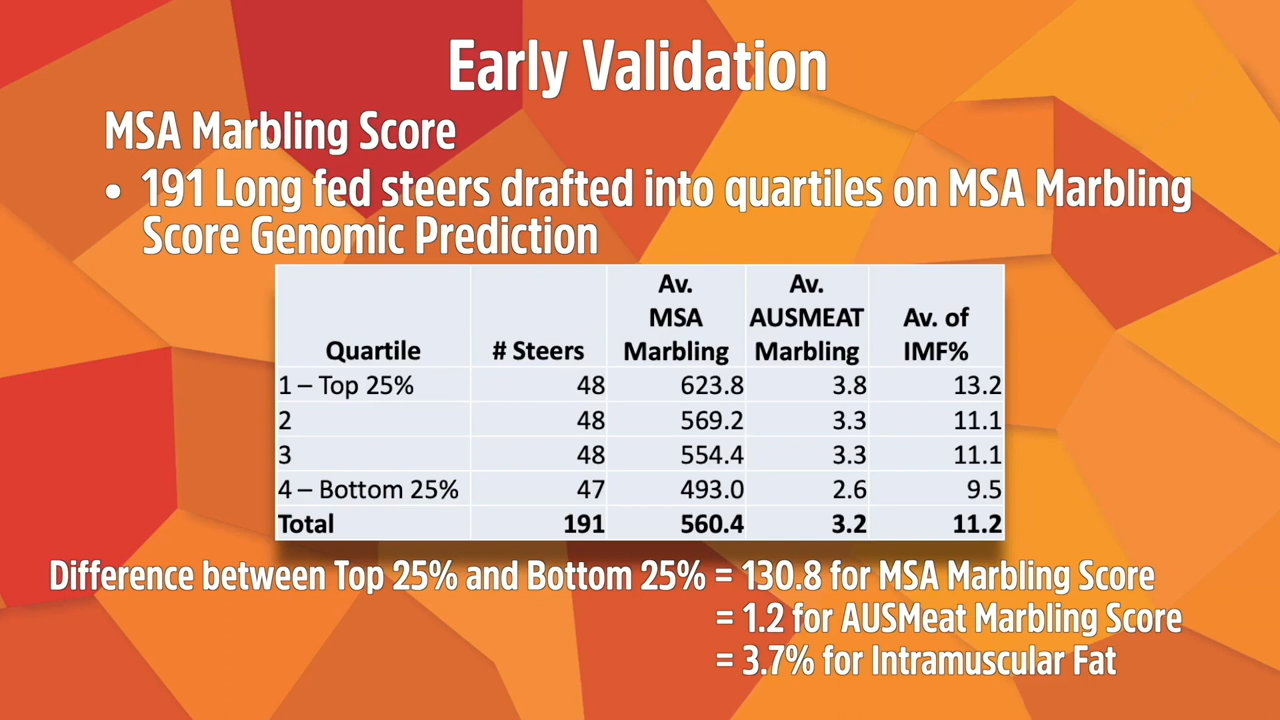 Early Validation
MSA Marbling Score
• 191 Long fed steers drafted into quartiles on MSA Marbling
Score Genomic Prediction
Quartile # Steers Av. MSA Marbling Av. AUSMEAT Marbling Av. of IMF%
1 – Top 25% 48 623.8 3.8 13.2
2 48 569.2 3.3 11.1
3 48 554.4 3.3 11.1
4 – Bottom 25% 47 493.0 2.6 9.5
Total 191 560.4 3.2 11.2
Difference between Top 25% and Bottom 25% = 130.8 for MSA Marbling Score
= 1.2 for AUSMeat Marbling Score
= 3.7% for Intramuscular Fat